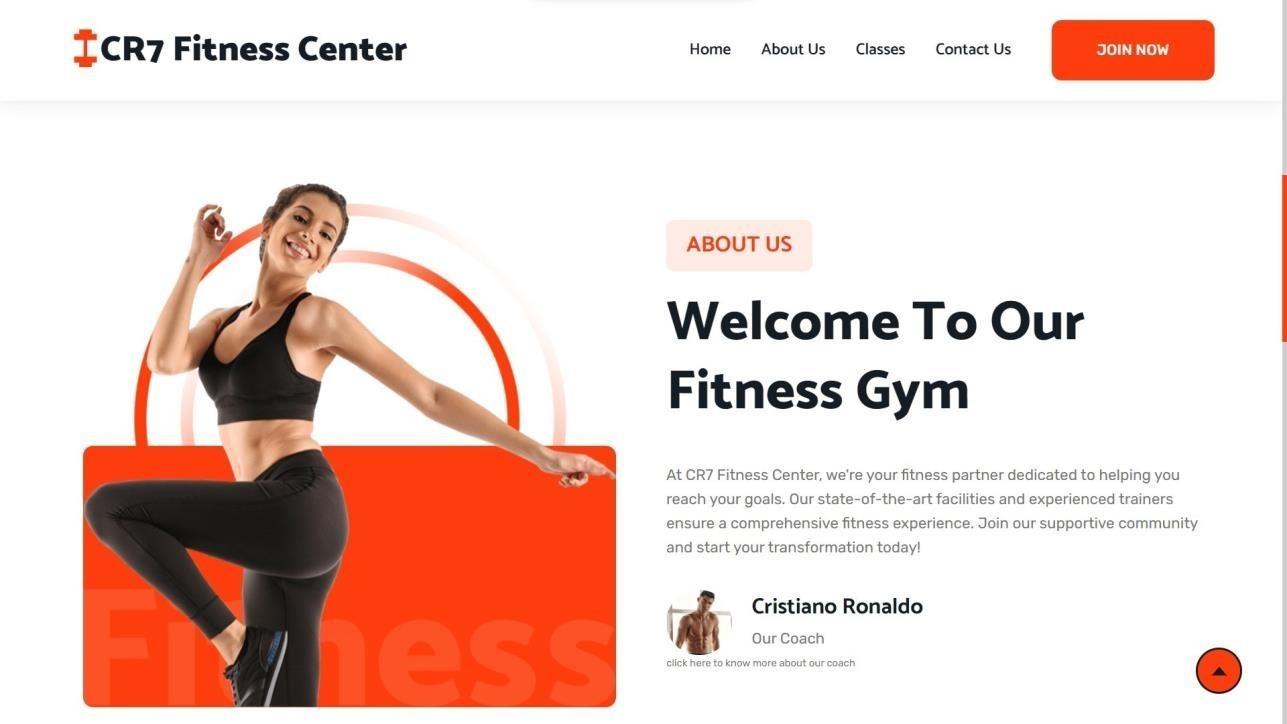 CR7 Fitness Center
Home
About Us
Classes
Contact Us
JOIN NOW
ABOUT US
Welcome To Our
Fitness Gym
At CR7 Fitness Center, we're your fitness partner dedicated to helping you
reach your goals. Our state-of-the-art facilities and experienced trainers
ensure a comprehensive fitness experience. Join our supportive community
and start your transformation today!
Cristiano Ronaldo
Our Coach
click here to know more about our coach
Fitness